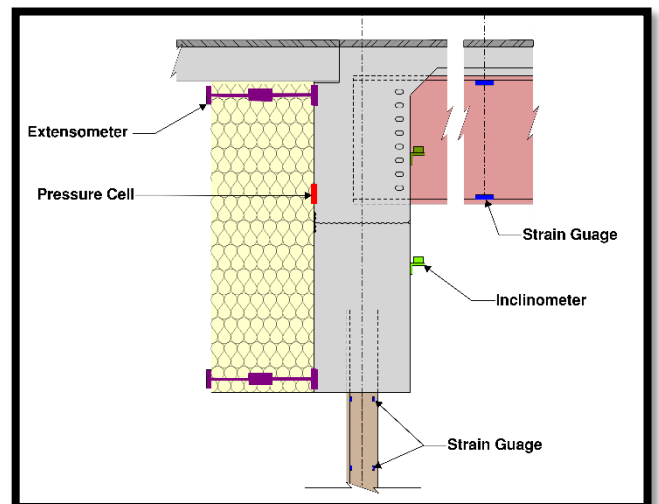 Extensometer
Pressure Cell
Strain Guage
Inclinometer
Strain Guage